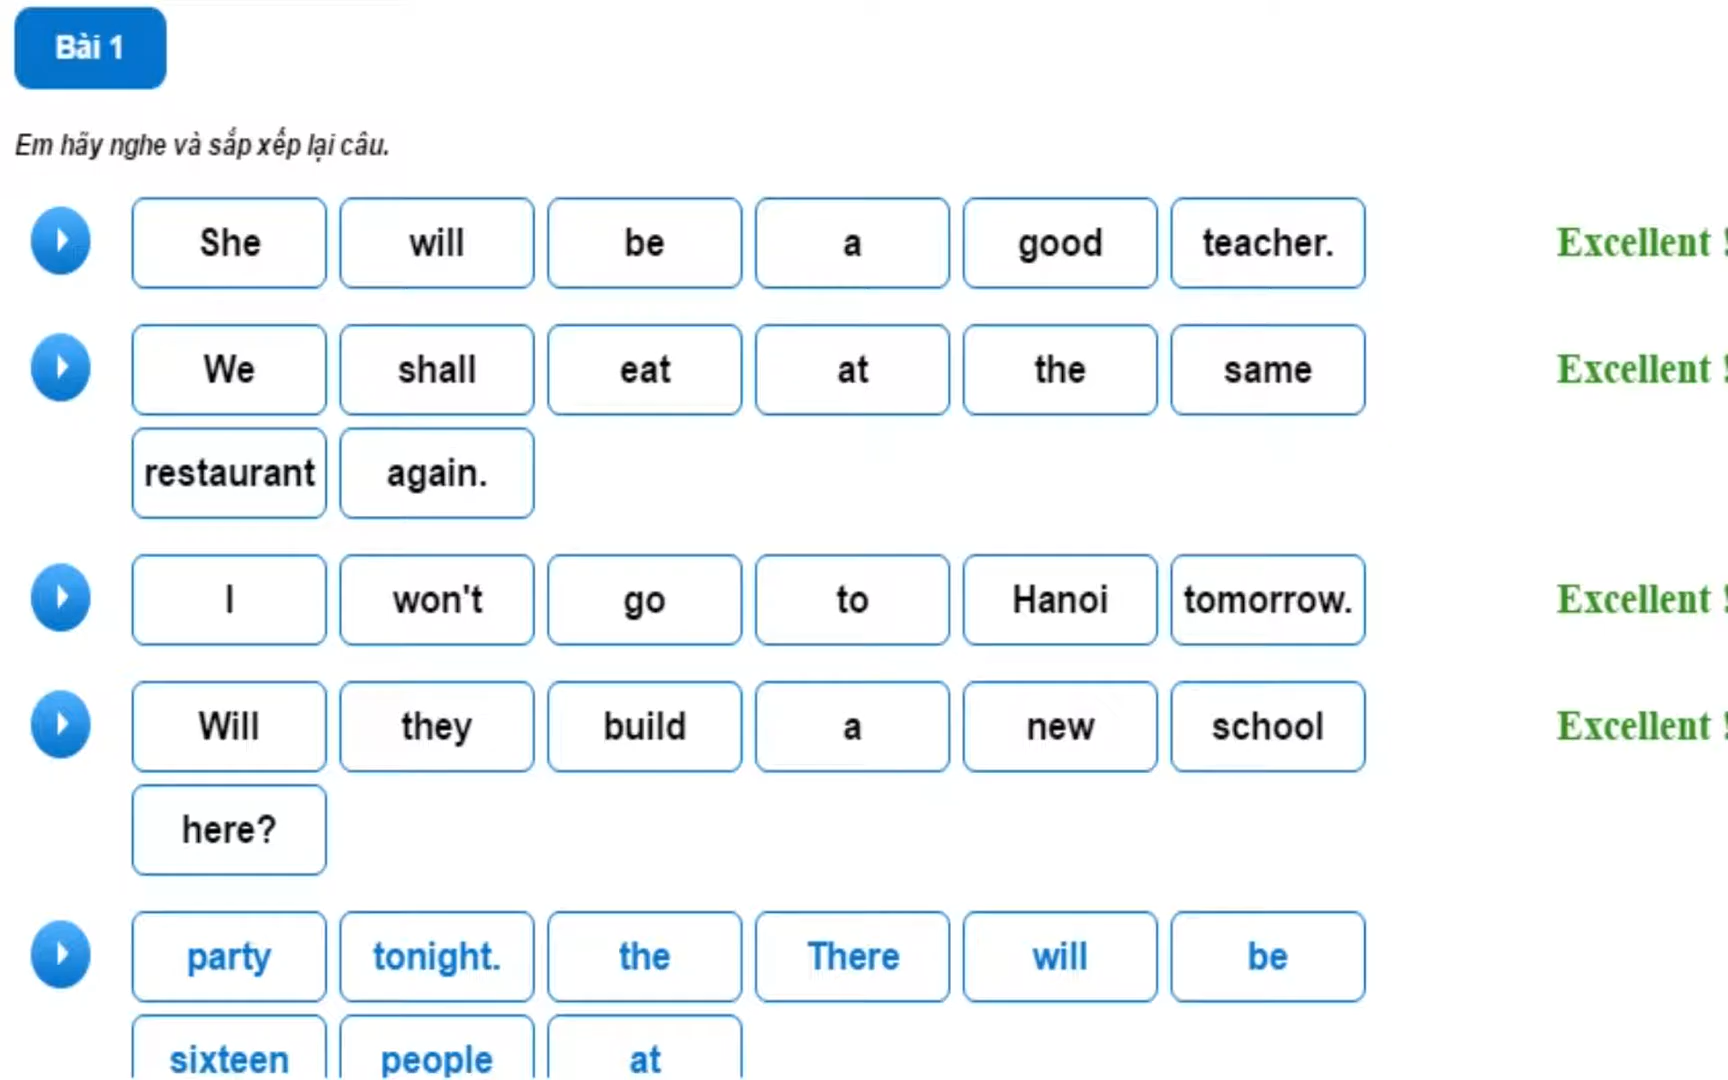 Bài 1
Em hãy nghe và sắp xếp lại câu.
She will be a good teacher. Excellent !
We shall eat at the same Excellent !
restaurant again.
I won't go to Hanoi tomorrow. Excellent !
Will they build a new school Excellent !
here?
party tonight. the There will be
sixteen people at